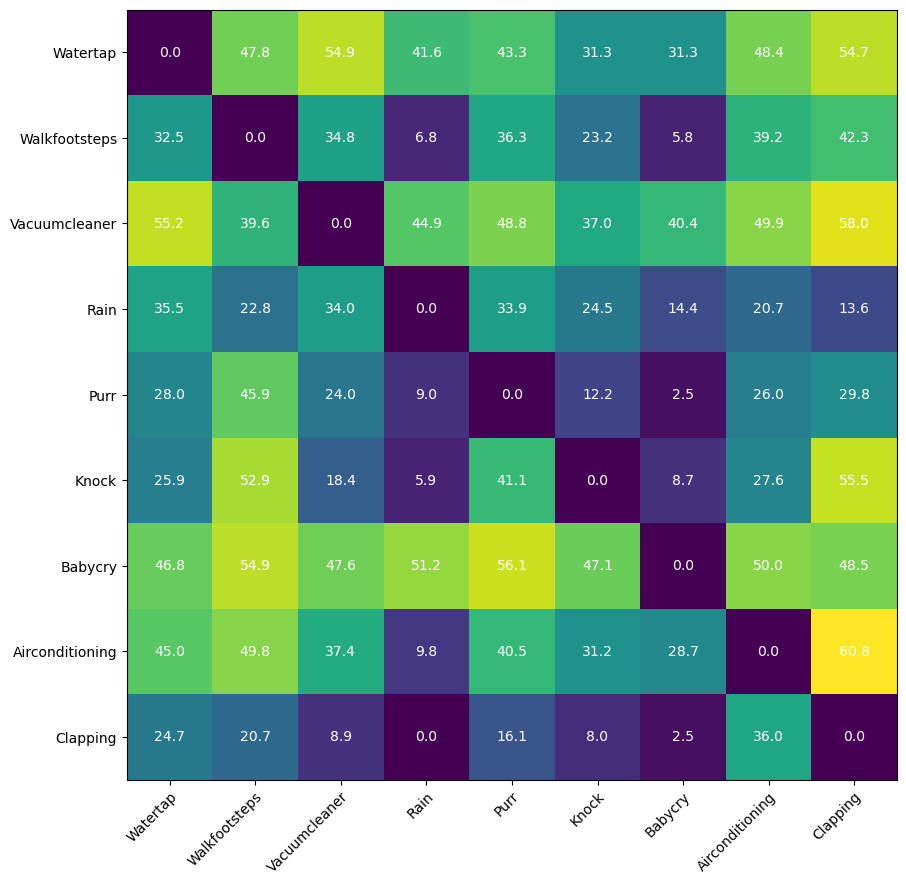 Watertap 0.0 47.8 54.9 41.6 43.3 31.3 31.3 48.4 54.7
Walkfootsteps 32.5 0.0 34.8 6.8 36.3 23.2 5.8 39.2 42.3
Vacuumcleaner 55.2 39.6 0.0 44.9 48.8 37.0 40.4 49.9 58.0
Rain 35.5 22.8 34.0 0.0 33.9 24.5 14.4 20.7 13.6
Purr 28.0 45.9 24.0 9.0 0.0 12.2 2.5 26.0 29.8
Knock 25.9 52.9 18.4 5.9 41.1 0.0 8.7 27.6 55.5
Babycry 46.8 54.9 47.6 51.2 56.1 47.1 0.0 50.0 48.5
Airconditioning 45.0 49.8 37.4 9.8 40.5 31.2 28.7 0.0 60.8
Clapping 24.7 20.7 8.9 0.0 16.1 8.0 2.5 36.0 0.0
Watertap Walkfootsteps Vacuumcleaner Rain Purr Knock Babycry Airconditioning Clapping